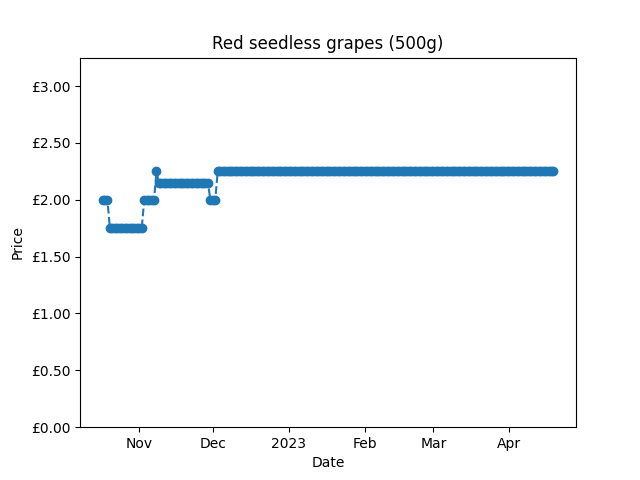 Red seedless grapes (500g)
£3.00
£2.50
£2.00
£1.50
£1.00
£0.50
£0.00
Price
Nov Dec 2023 Feb Mar Apr
Date